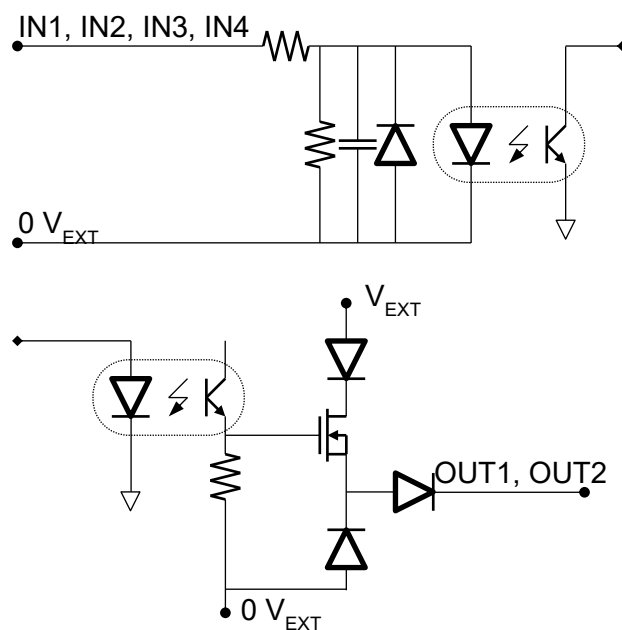 IN1, IN2, IN3, IN4
0 V_EXT
V_EXT
OUT1, OUT2
0 V_EXT